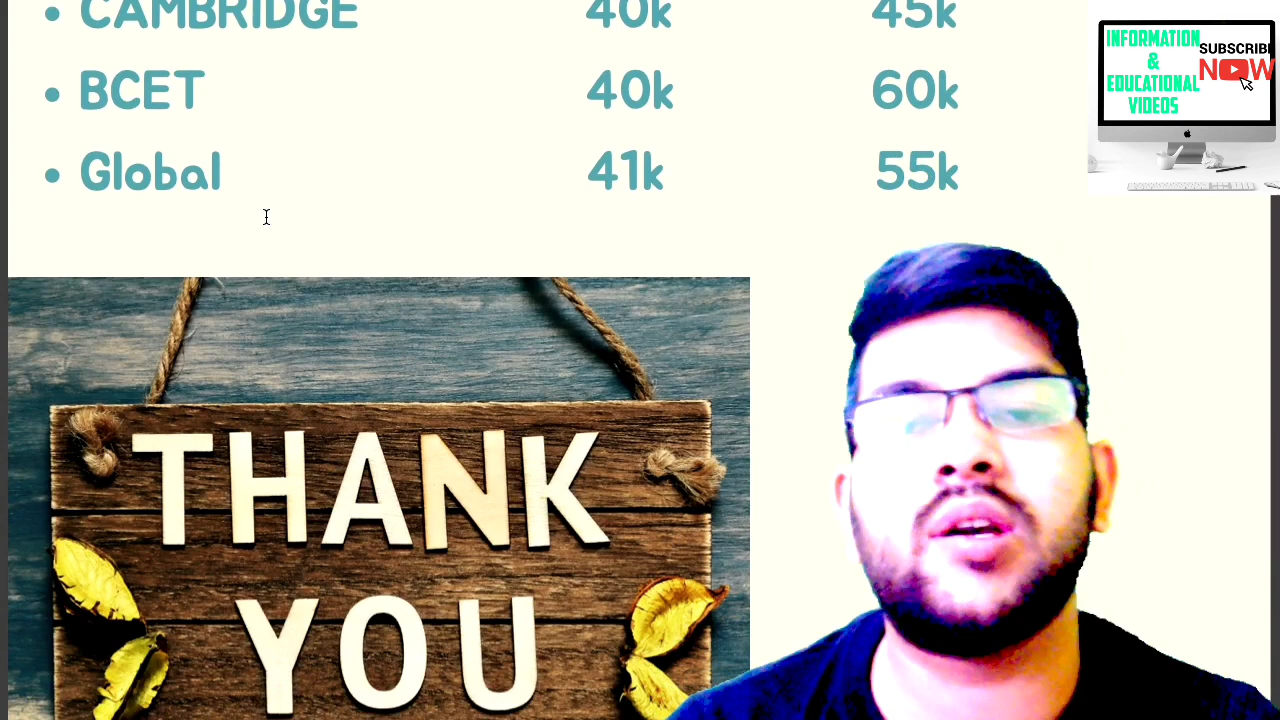 CAMBRIDGE 40k 45k
BCET 40k 60k
Global 41k 55k
INFORMATION
&
EDUCATIONAL
VIDEOS
SUBSCRIBE
NOW
THANK
YOU